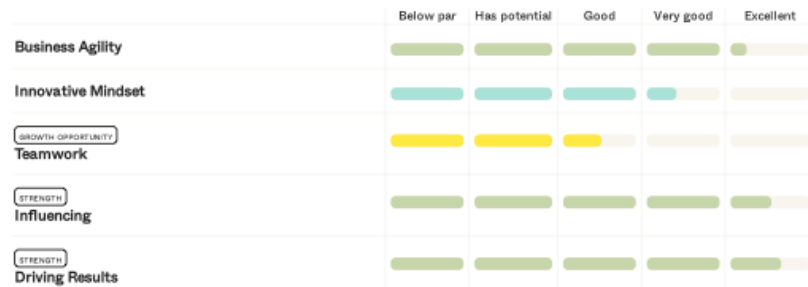 Below par Has potential Good Very good Excellent
Business Agility
Innovative Mindset
GROWTH OPPORTUNITY
Teamwork
STRENGTH
Influencing
STRENGTH
Driving Results